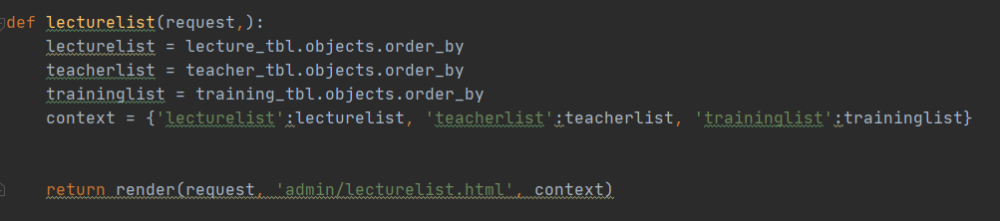 def lecturelist(request,):
    lecturelist = lecture_tbl.objects.order_by
    teacherlist = teacher_tbl.objects.order_by
    traininglist = training_tbl.objects.order_by
    context = {'lecturelist':lecturelist, 'teacherlist':teacherlist, 'traininglist':traininglist}
    return render(request, 'admin/lecturelist.html', context)